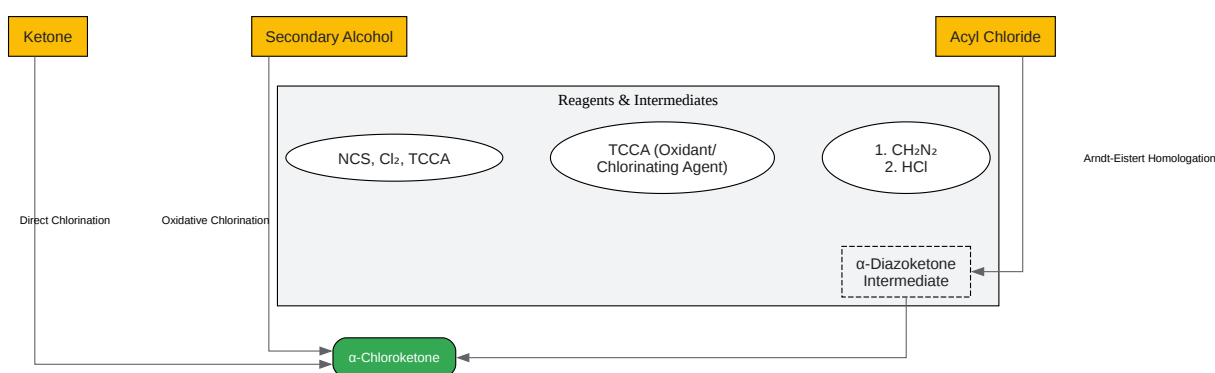 Ketone
Secondary Alcohol
Acyl Chloride
Reagents & Intermediates
NCS, Cl₂, TCCA
TCCA (Oxidant/
Chlorinating Agent)
1. CH₂N₂
2. HCl
Arndt-Eistert Homologation
Direct Chlorination
Oxidative Chlorination
α-Diazoketone
Intermediate
α-Chloroketone